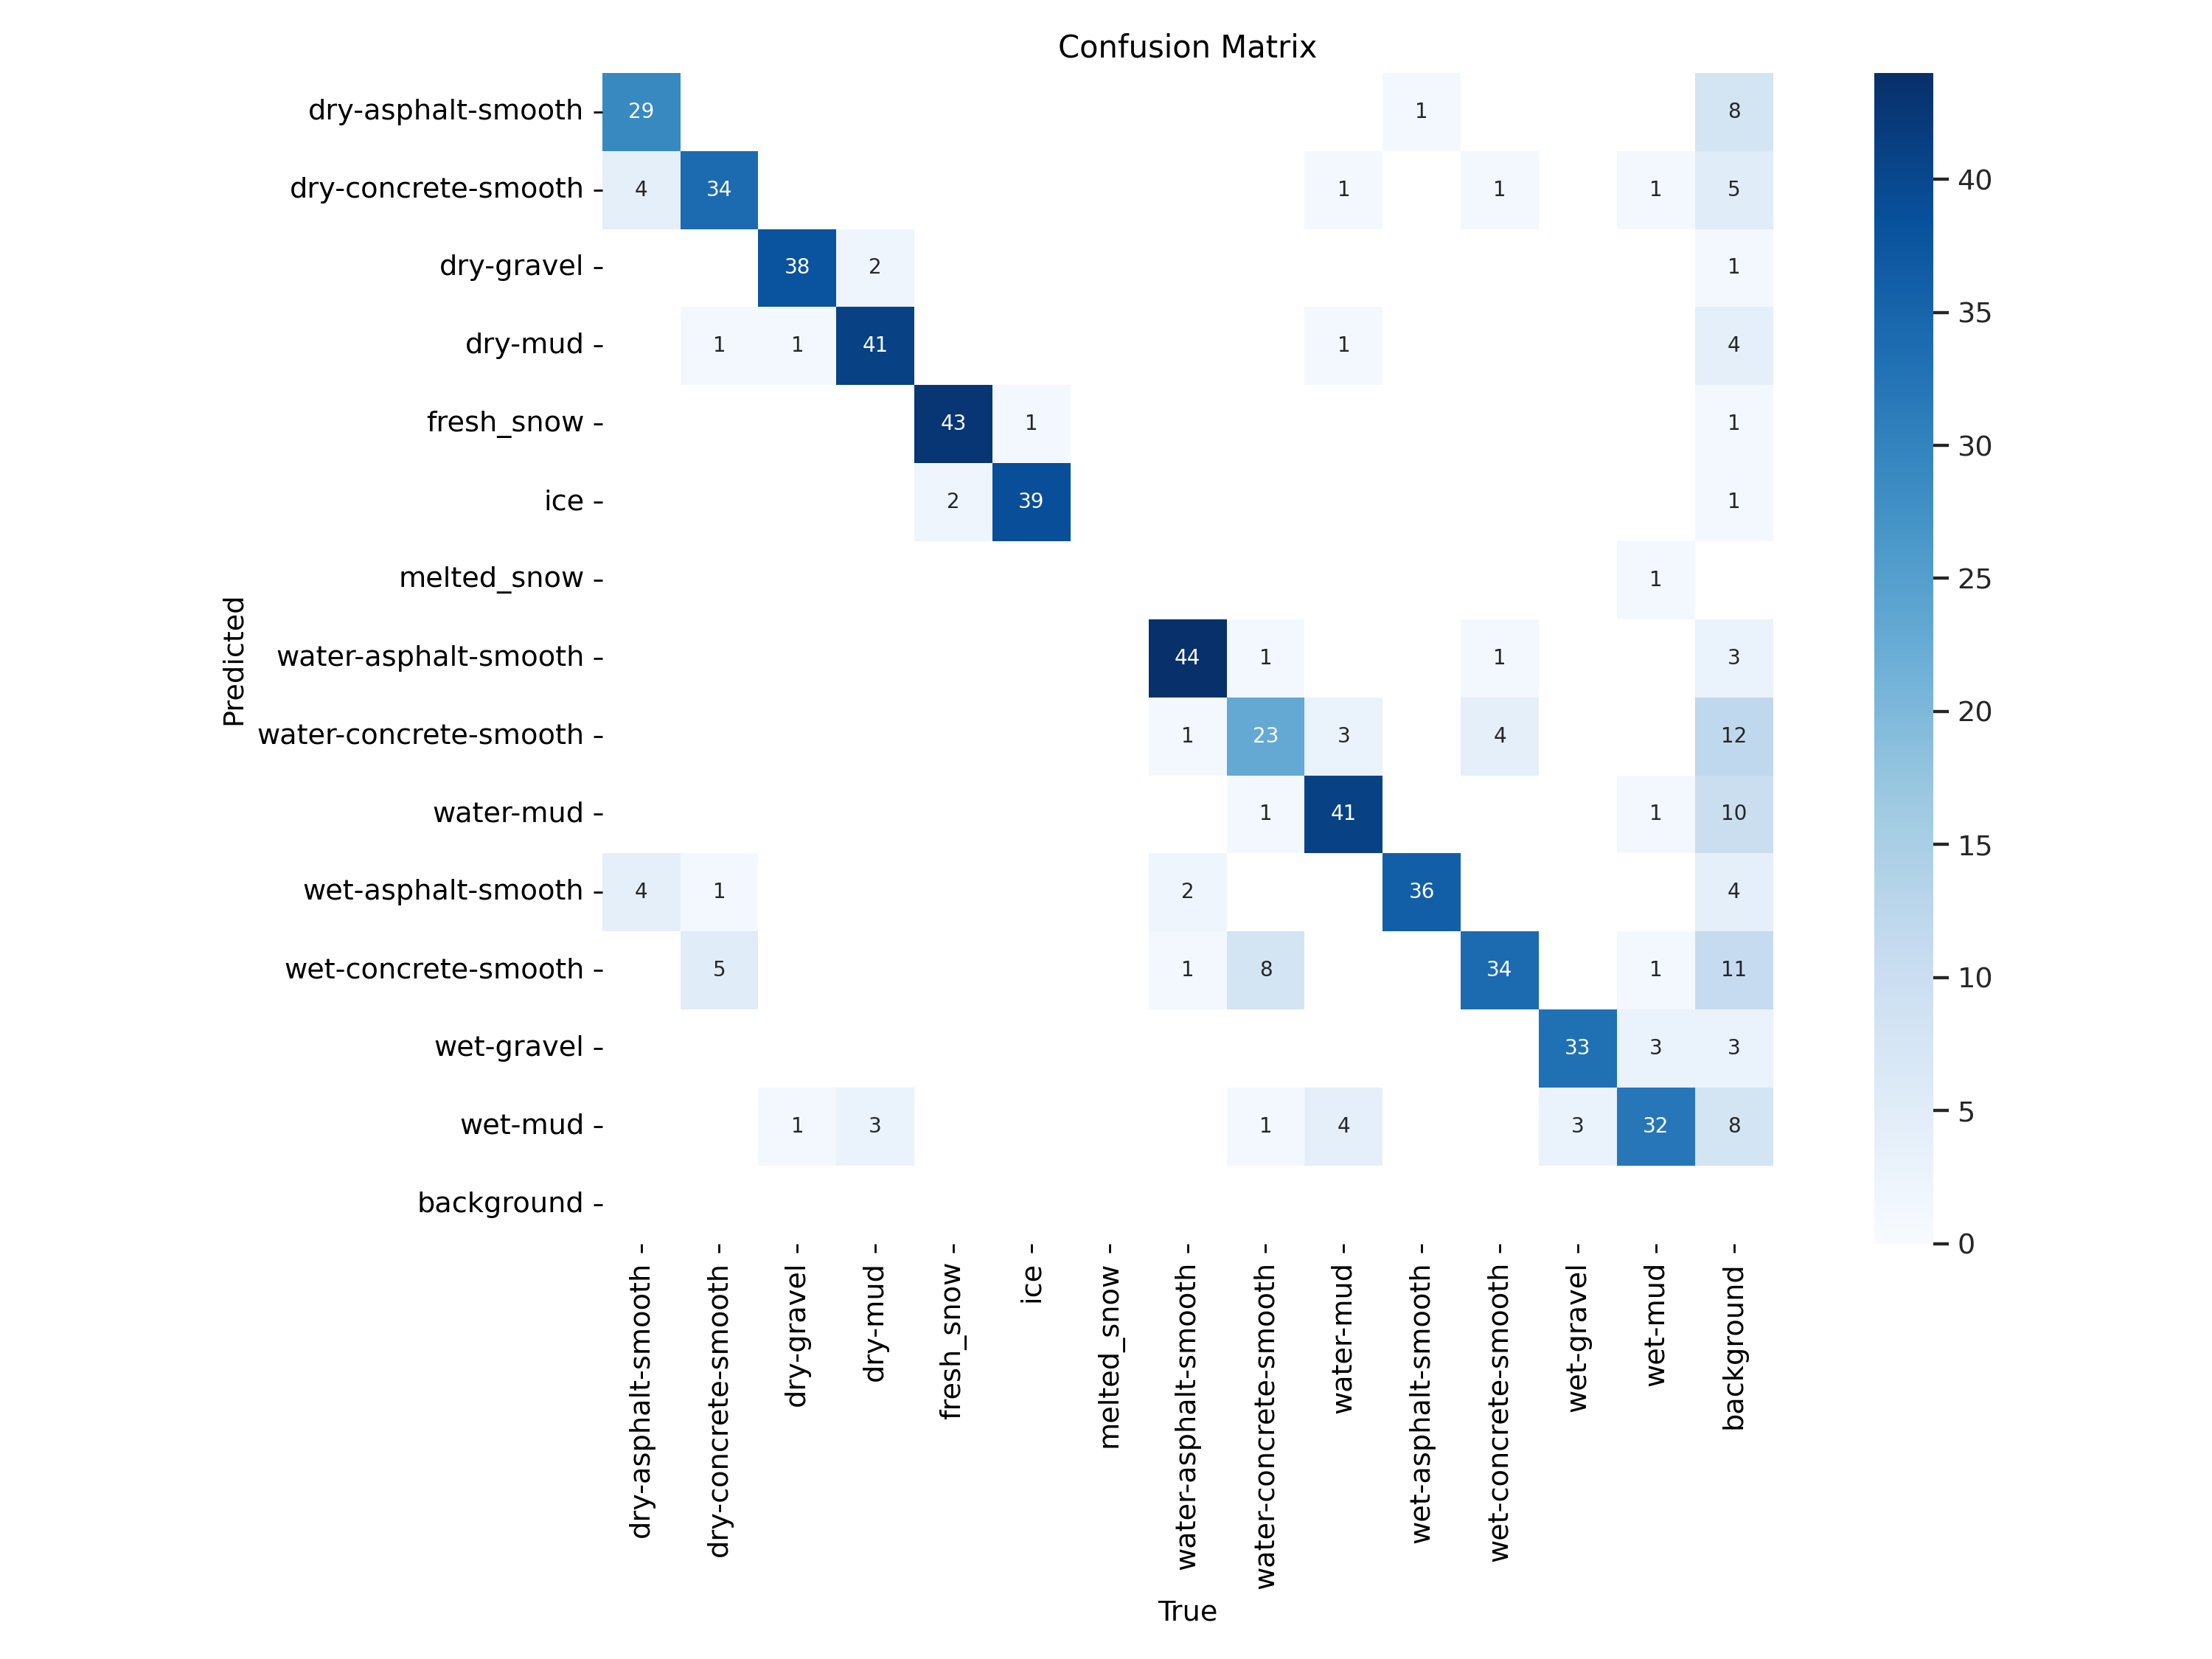 Confusion Matrix
Predicted
dry-asphalt-smooth 29 1 8
dry-concrete-smooth 4 34 1 1 1 5
dry-gravel 38 2 1
dry-mud 1 1 41 1 4
fresh_snow 43 1 1
ice 2 39 1
melted_snow 1
water-asphalt-smooth 44 1 1 3
water-concrete-smooth 1 23 3 4 12
water-mud 1 41 1 10
wet-asphalt-smooth 4 1 2 36 4
wet-concrete-smooth 5 1 8 34 1 11
wet-gravel 33 3 3
wet-mud 1 3 1 4 3 32 8
background
dry-asphalt-smooth
dry-concrete-smooth
dry-gravel
dry-mud
fresh_snow
ice
melted_snow
water-asphalt-smooth
water-concrete-smooth
water-mud
wet-asphalt-smooth
wet-concrete-smooth
wet-gravel
wet-mud
background
True
40
35
30
25
20
15
10
5
0